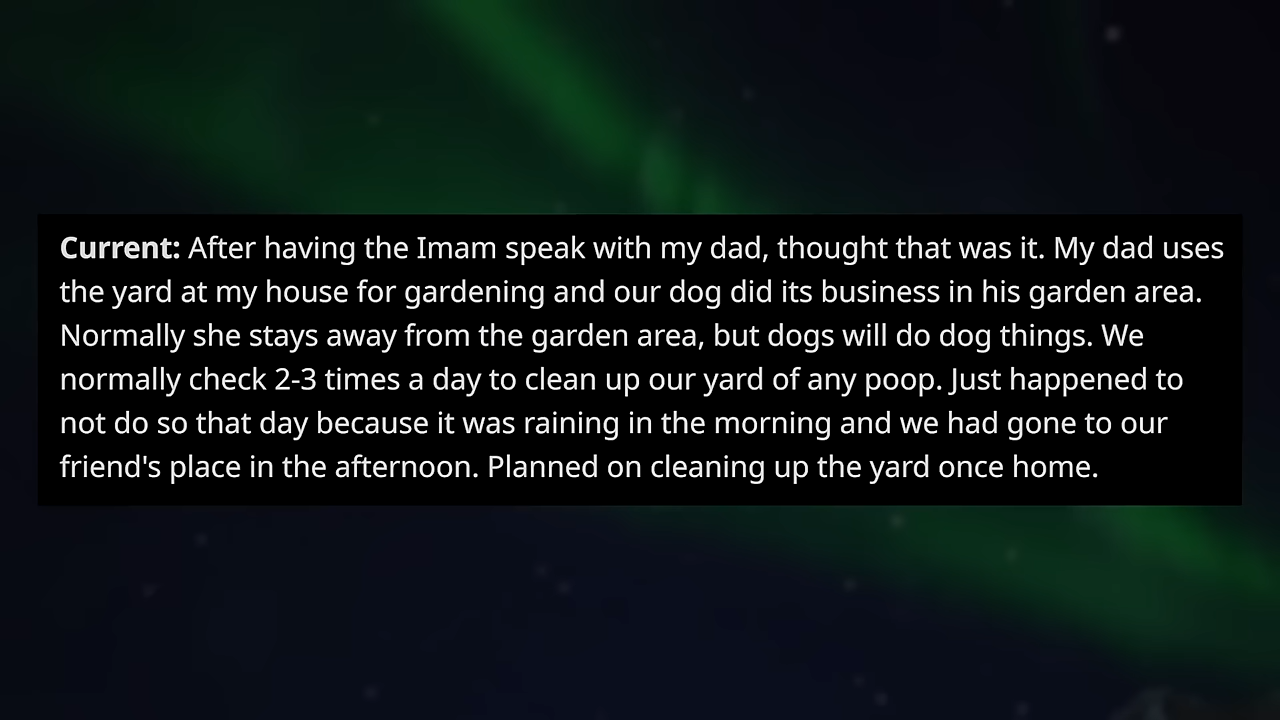 Current: After having the Imam speak with my dad, thought that was it. My dad uses
the yard at my house for gardening and our dog did its business in his garden area.
Normally she stays away from the garden area, but dogs will do dog things. We
normally check 2-3 times a day to clean up our yard of any poop. Just happened to
not do so that day because it was raining in the morning and we had gone to our
friend's place in the afternoon. Planned on cleaning up the yard once home.